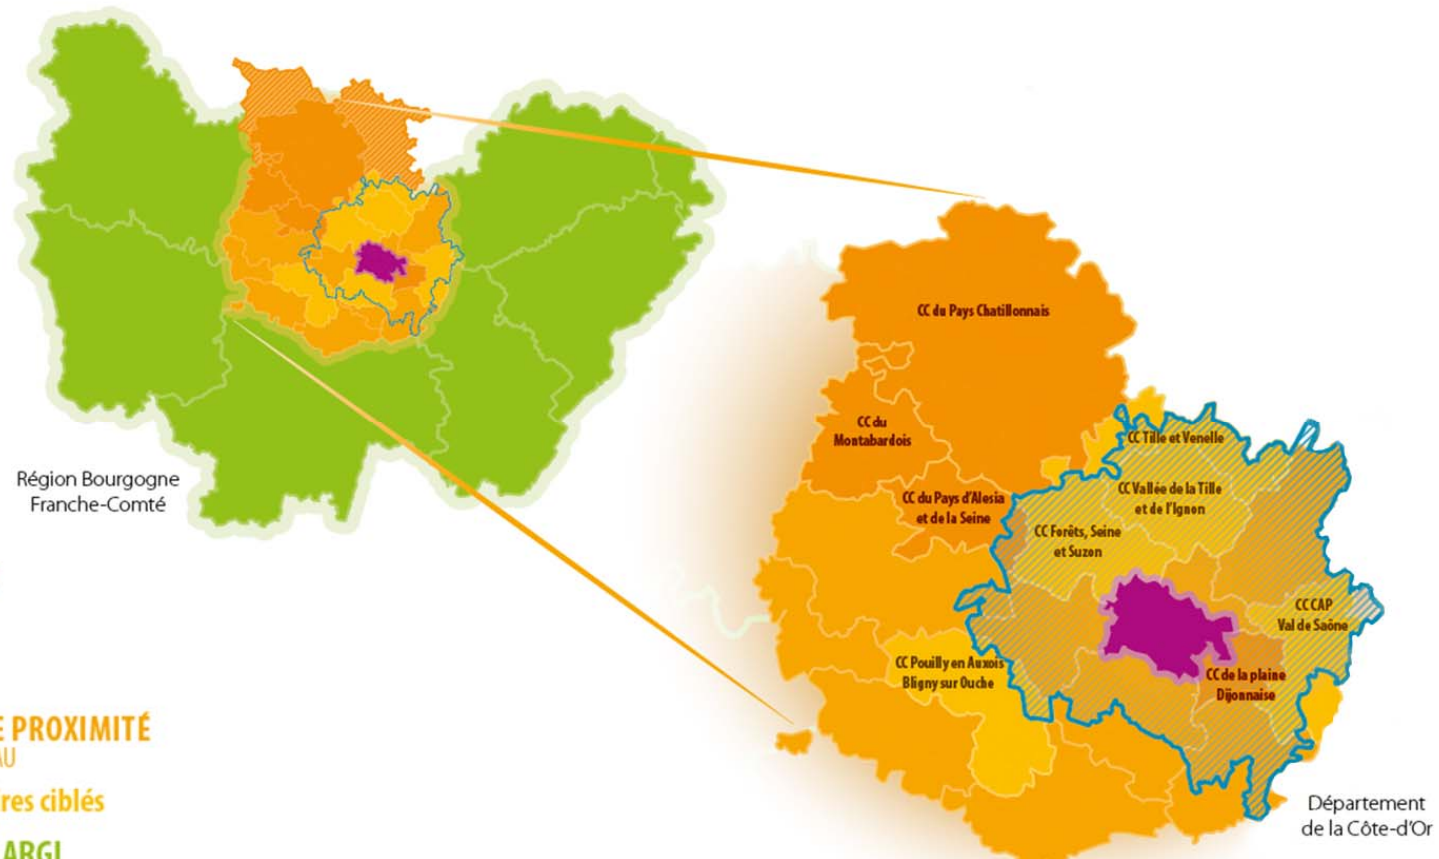 CC du Pays Chatillonnais
CC du
Montabardois
CC Tille et Venelle
CC du Pays d'Alesia
et de la Seine
CC Vallée de la Tille
et de l'Ignon
CC Forêts, Seine
et Suzon
CC CAP
Val de Saône
CC Pouilly en Auxois
Bligny sur Ouche
CC de la plaine
Dijonnaise
Région Bourgogne
Franche-Comté
E PROXIMITÉ
AU
res ciblés
ARGI
Département
de la Côte-d'Or